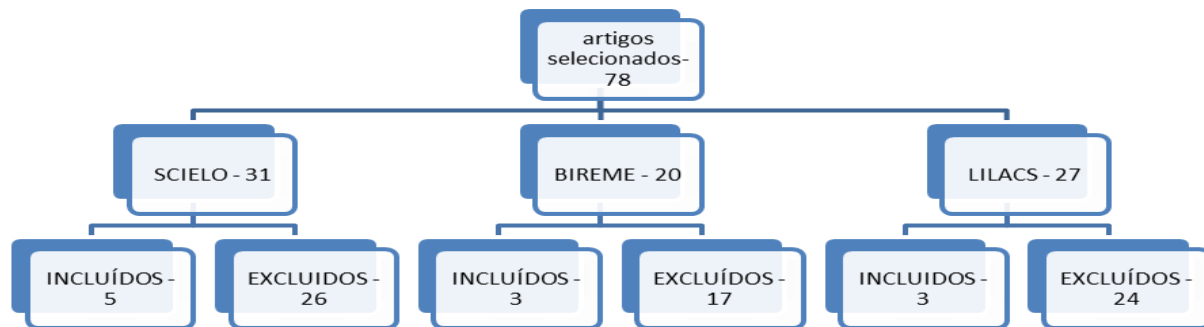 artigos
selecionados-
78
SCIELO - 31
BIREME - 20
LILACS - 27
INCLUÍDOS -
5
EXCLUIDOS -
26
INCLUÍDOS -
3
EXCLUÍDOS -
17
INCLUIDOS -
3
EXCLUÍDOS -
24